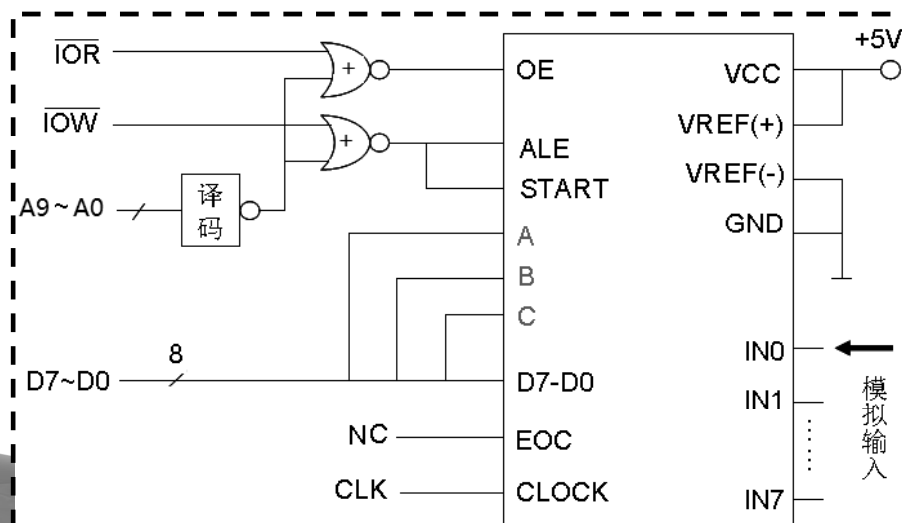 IOR
IOW
A9~A0
译码
D7~D0
8
NC
CLK
+
+
OE
ALE
START
A
B
C
D7-D0
EOC
CLOCK
+5V
VCC
VREF(+)
VREF(-)
GND
IN0
IN1
IN7
模拟输入